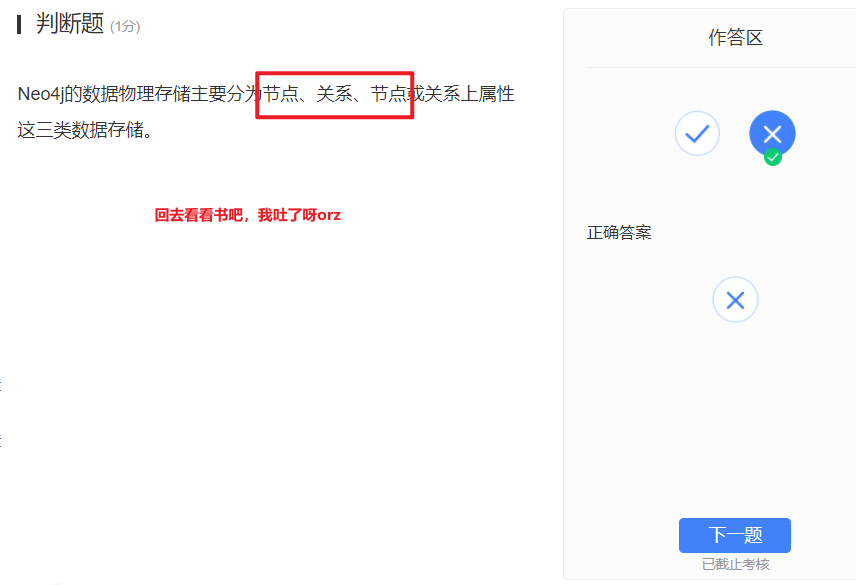 判断题 (1分)
Neo4j的数据物理存储主要分为节点、关系、节点或关系上属性
这三类数据存储。
回去看看书吧，我吐了呀orz
作答区
正确答案
下一题
已截止考核